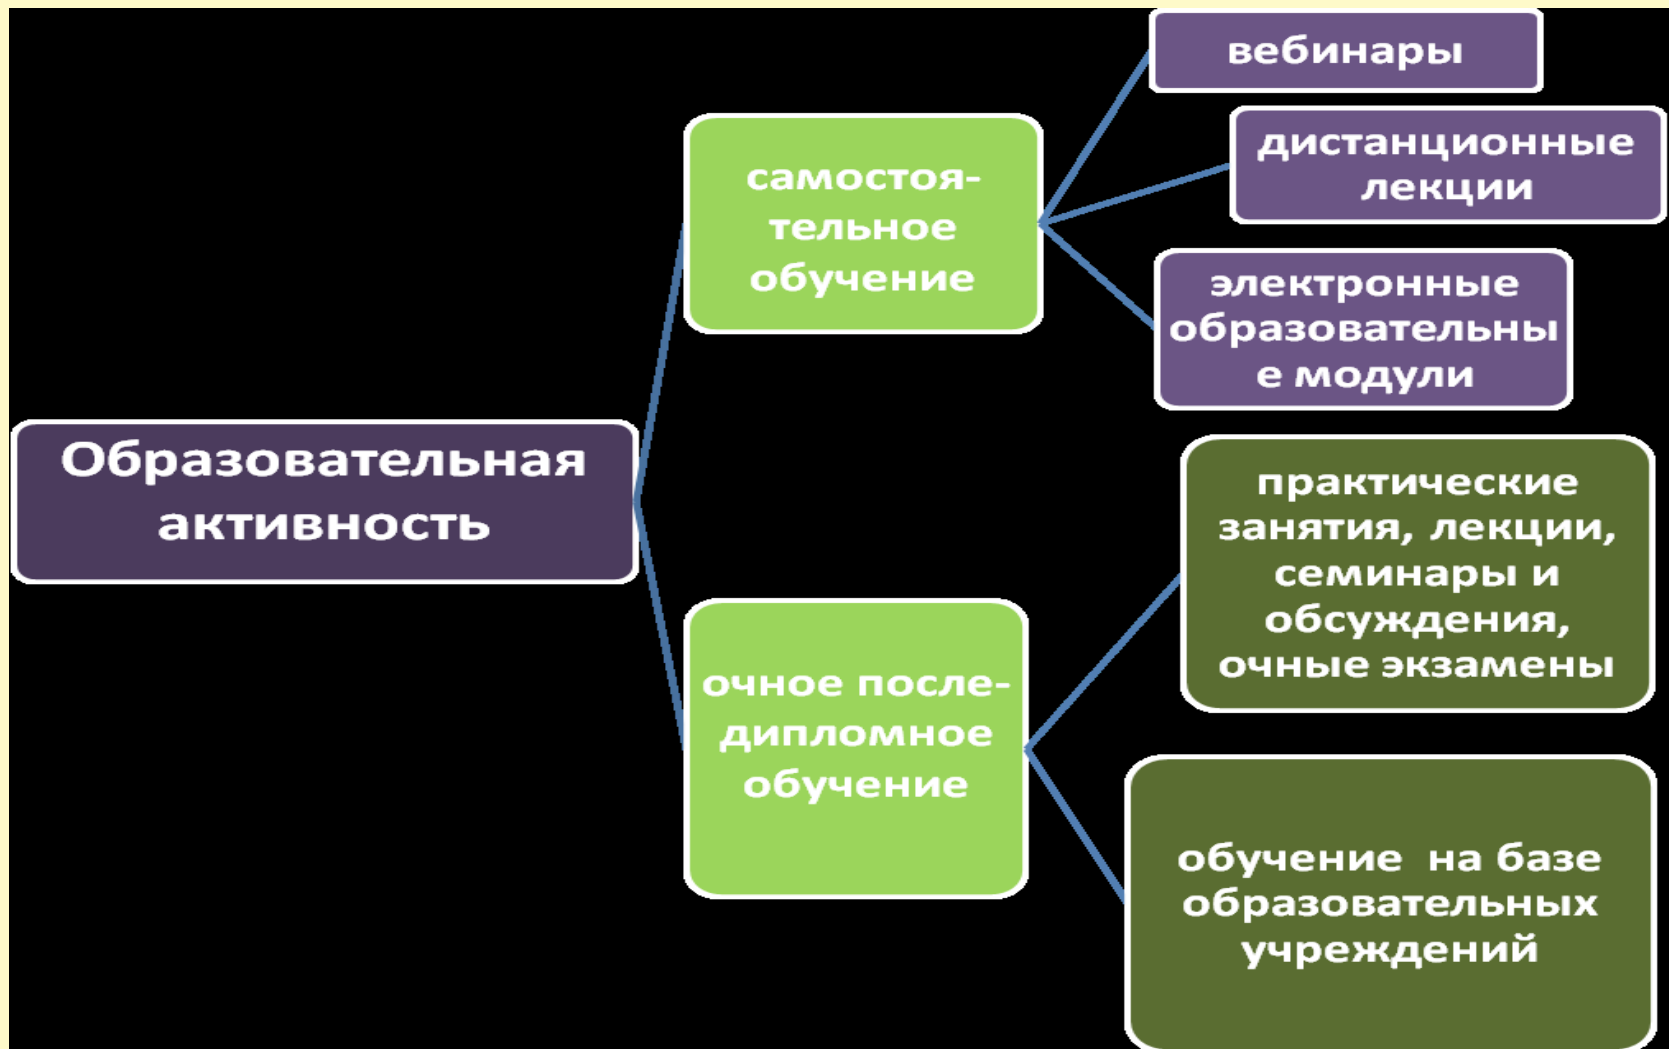 вебинары
дистанционные
лекции
самостоя-
тельное
обучение
электронные
образовательны
е модули
Образовательная
активность
практические
занятия, лекции,
семинары и
обсуждения,
очные экзамены
очное после-
дипломное
обучение
обучение на базе
образовательных
учреждений